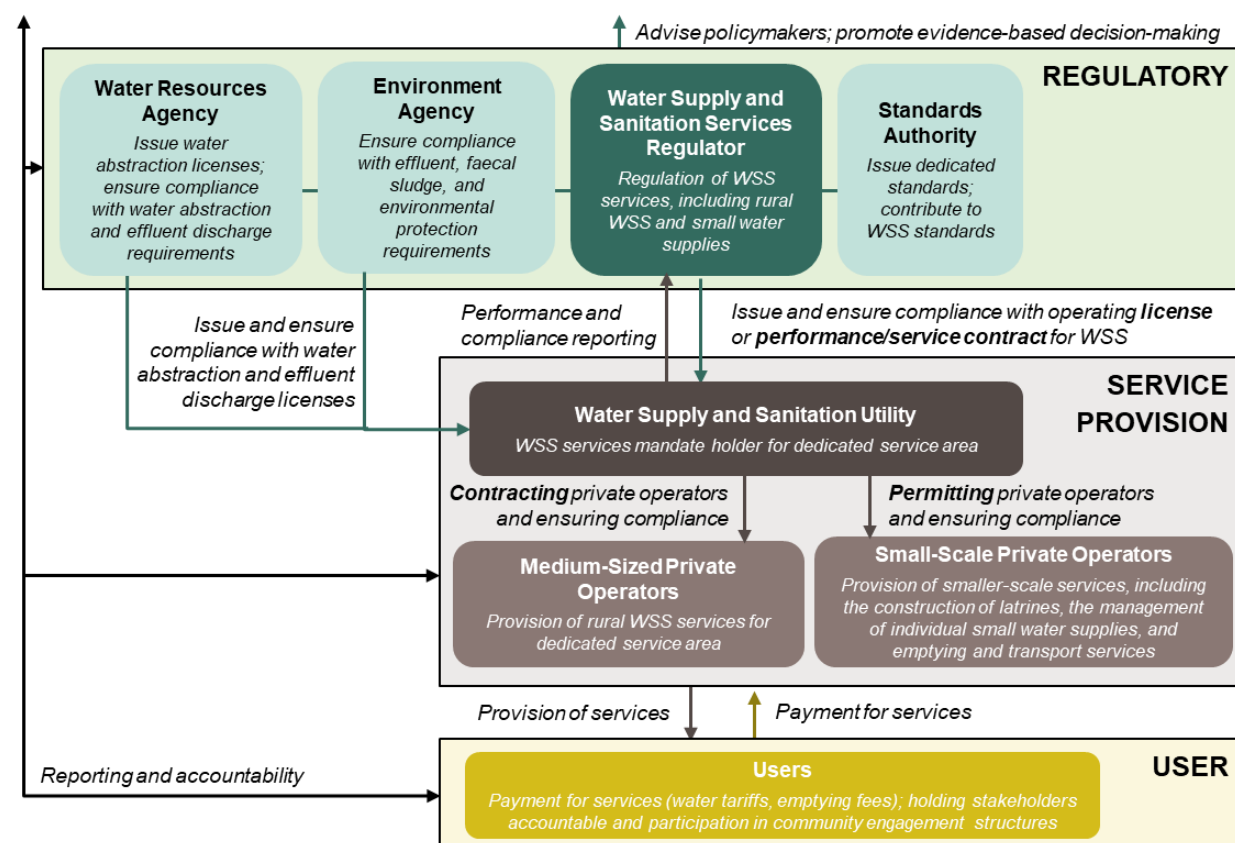 Advise policymakers; promote evidence-based decision-making
REGULATORY
Water Resources
Agency
Issue water
abstraction licenses;
ensure compliance
with water abstraction
and effluent discharge
requirements
Environment
Agency
Ensure compliance
with effluent, faecal
sludge, and
environmental
protection
requirements
Water Supply and
Sanitation Services
Regulator
Regulation of WSS
services, including rural
WSS and small water
supplies
Standards
Authority
Issue dedicated
standards;
contribute to
WSS standards
Issue and ensure
compliance with water
abstraction and effluent
discharge licenses
Performance and
compliance reporting
Issue and ensure compliance with operating license
or performance/service contract for WSS
SERVICE
PROVISION
Water Supply and Sanitation Utility
WSS services mandate holder for dedicated service area
Contracting private operators
and ensuring compliance
Permitting private operators
and ensuring compliance
Medium-Sized Private
Operators
Provision of rural WSS services for
dedicated service area
Small-Scale Private Operators
Provision of smaller-scale services, including
the construction of latrines, the management
of individual small water supplies, and
emptying and transport services
Provision of services
Payment for services
Reporting and accountability
USER
Users
Payment for services (water tariffs, emptying fees); holding stakeholders
accountable and participation in community engagement structures